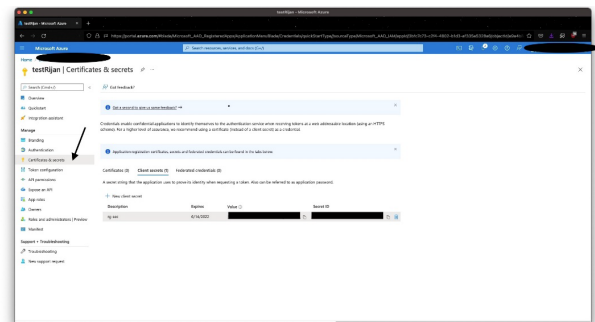 testRijan - Microsoft Azure
testRijan - Microsoft Azure
Microsoft Azure
Search resources, services, and docs (G+/)
Home
testRijan | Certificates & secrets
Search (Cmd+/)
Got feedback?
Overview
Quickstart
Integration assistant
Manage
Branding
Authentication
Certificates & secrets
Token configuration
API permissions
Expose an API
App roles
Owners
Roles and administrators | Preview
Manifest
Support + Troubleshooting
Troubleshooting
New support request
Got a second to give us some feedback?
Credentials enable confidential applications to identify themselves to the authentication service when receiving tokens at a web addressable location (using an HTTPS
scheme). For a higher level of assurance, we recommend using a certificate (instead of a client secret) as a credential.
Application registration certificates, secrets and federated credentials can be found in the tabs below.
Certificates (0) Client secrets (1) Federated credentials (0)
A secret string that the application uses to prove its identity when requesting a token. Also can be referred to as application password.
New client secret
Description Expires Value Secret ID
6/16/2022